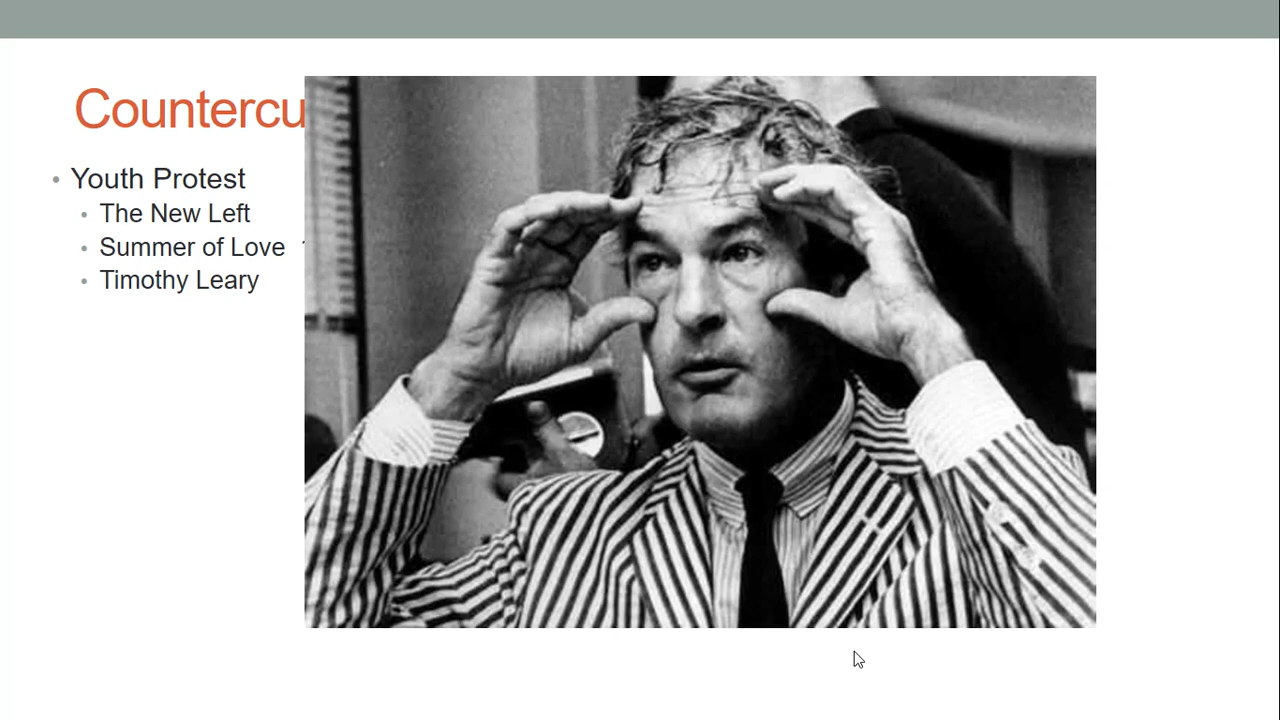 Countercu
Youth Protest
The New Left
Summer of Love
Timothy Leary